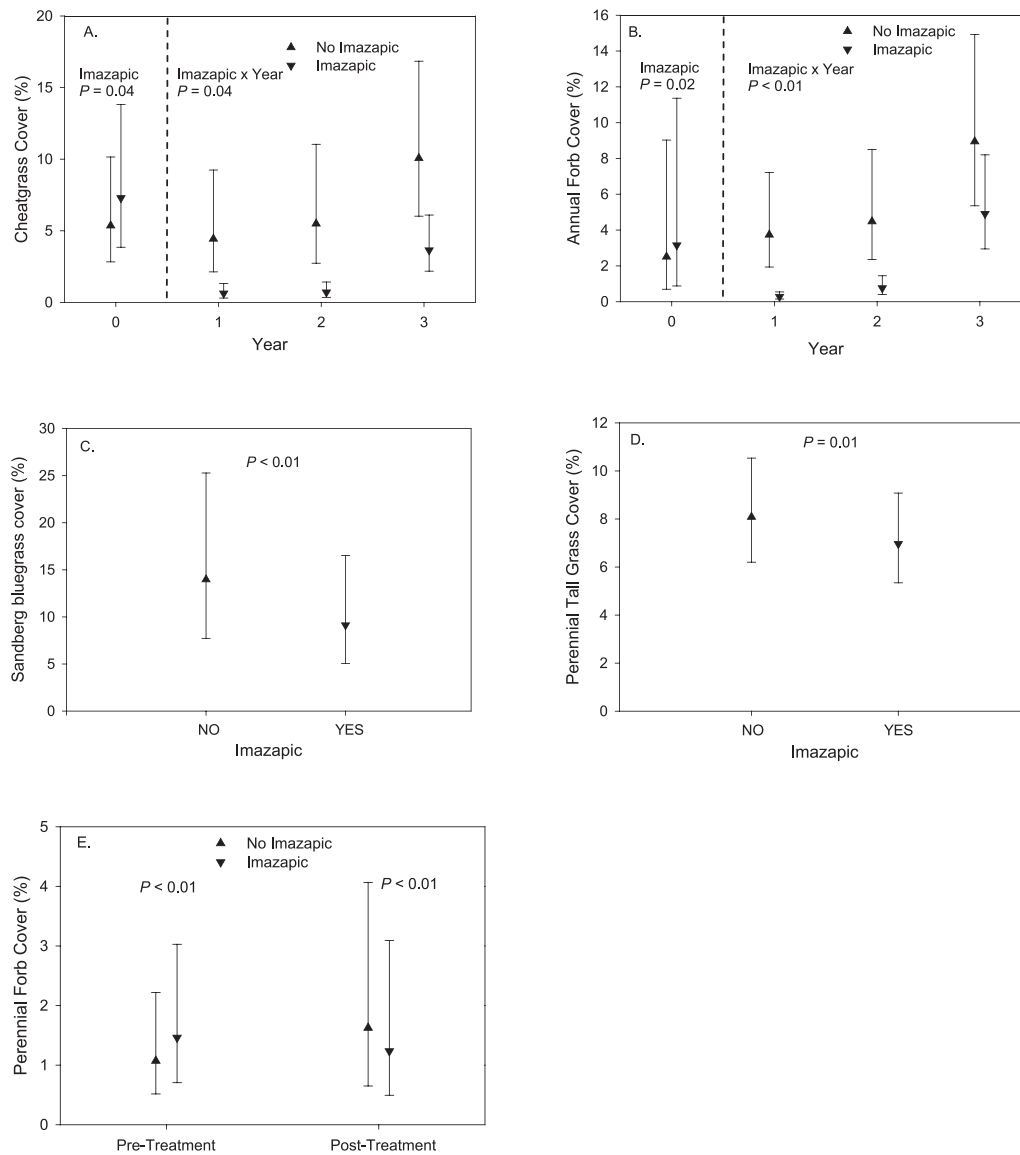 A.
No Imazapic
Imazapic
Imazapic
P = 0.04
Imazapic x Year
P = 0.04
Cheatgrass Cover (%)
20
15
10
5
0
0 1 2 3
Year
B.
No Imazapic
Imazapic
Imazapic
P = 0.02
Imazapic x Year
P < 0.01
Annual Forb Cover (%)
16
14
12
10
8
6
4
2
0
0 1 2 3
Year
C.
P < 0.01
Sandberg bluegrass cover (%)
30
25
20
15
10
5
0
NO YES
Imazapic
D.
P = 0.01
Perennial Tall Grass Cover (%)
12
10
8
6
4
2
0
NO YES
Imazapic
E.
No Imazapic
Imazapic
P < 0.01
P < 0.01
Perennial Forb Cover (%)
5
4
3
2
1
0
Pre-Treatment Post-Treatment